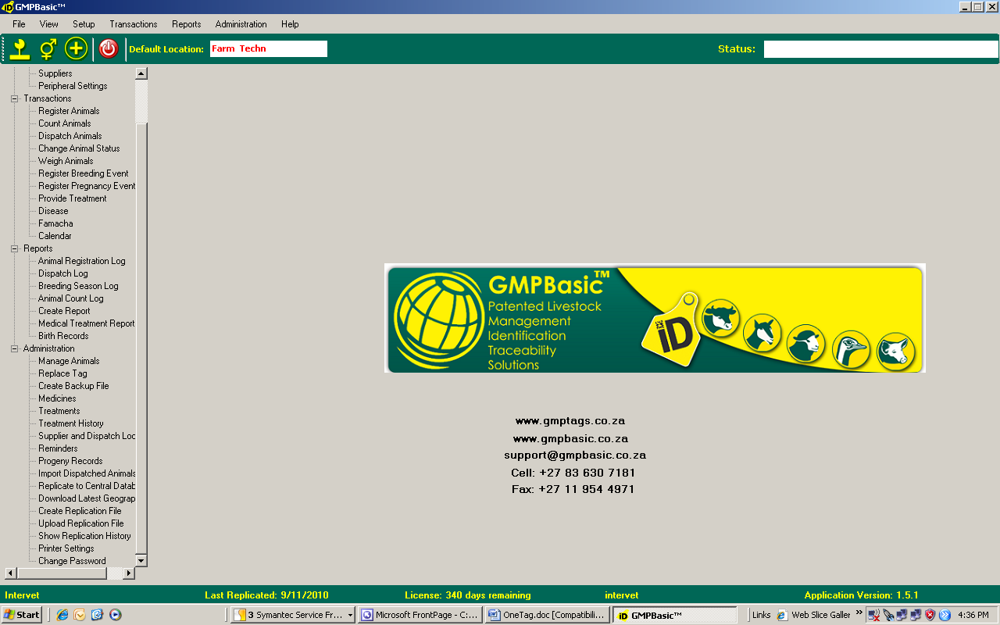 GMPBasic™
File View Setup Transactions Reports Administration Help
Default Location: Farm Techn Status:
Suppliers
Peripheral Settings
Transactions
Register Animals
Count Animals
Dispatch Animals
Change Animal Status
Weigh Animals
Register Breeding Event
Register Pregnancy Event
Provide Treatment
Disease
Famacha
Calendar
Reports
Animal Registration Log
Dispatch Log
Breeding Season Log
Animal Count Log
Create Report
Medical Treatment Report
Birth Records
Administration
Manage Animals
Replace Tag
Create Backup File
Medicines
Treatments
Treatment History
Supplier and Dispatch Loc
Reminders
Progeny Records
Import Dispatched Animals
Replicate to Central Datab
Download Latest Geograp
Create Replication File
Upload Replication File
Show Replication History
Printer Settings
Change Password
GMPBasic™
Patented Livestock
Management
Identification
Traceability
Solutions
iD
www.gmptags.co.za
www.gmpbasic.co.za
support@gmpbasic.co.za
Cell: +27 83 630 7181
Fax: +27 11 954 4971
Intervet Last Replicated: 9/11/2010 License: 340 days remaining intervet Application Version: 1.5.1
Start 3 Symantec Service Fr... Microsoft FrontPage - C:... OneTag.doc [Compatibili... GMPBasic™ Links Web Slice Galler » 4:36 PM